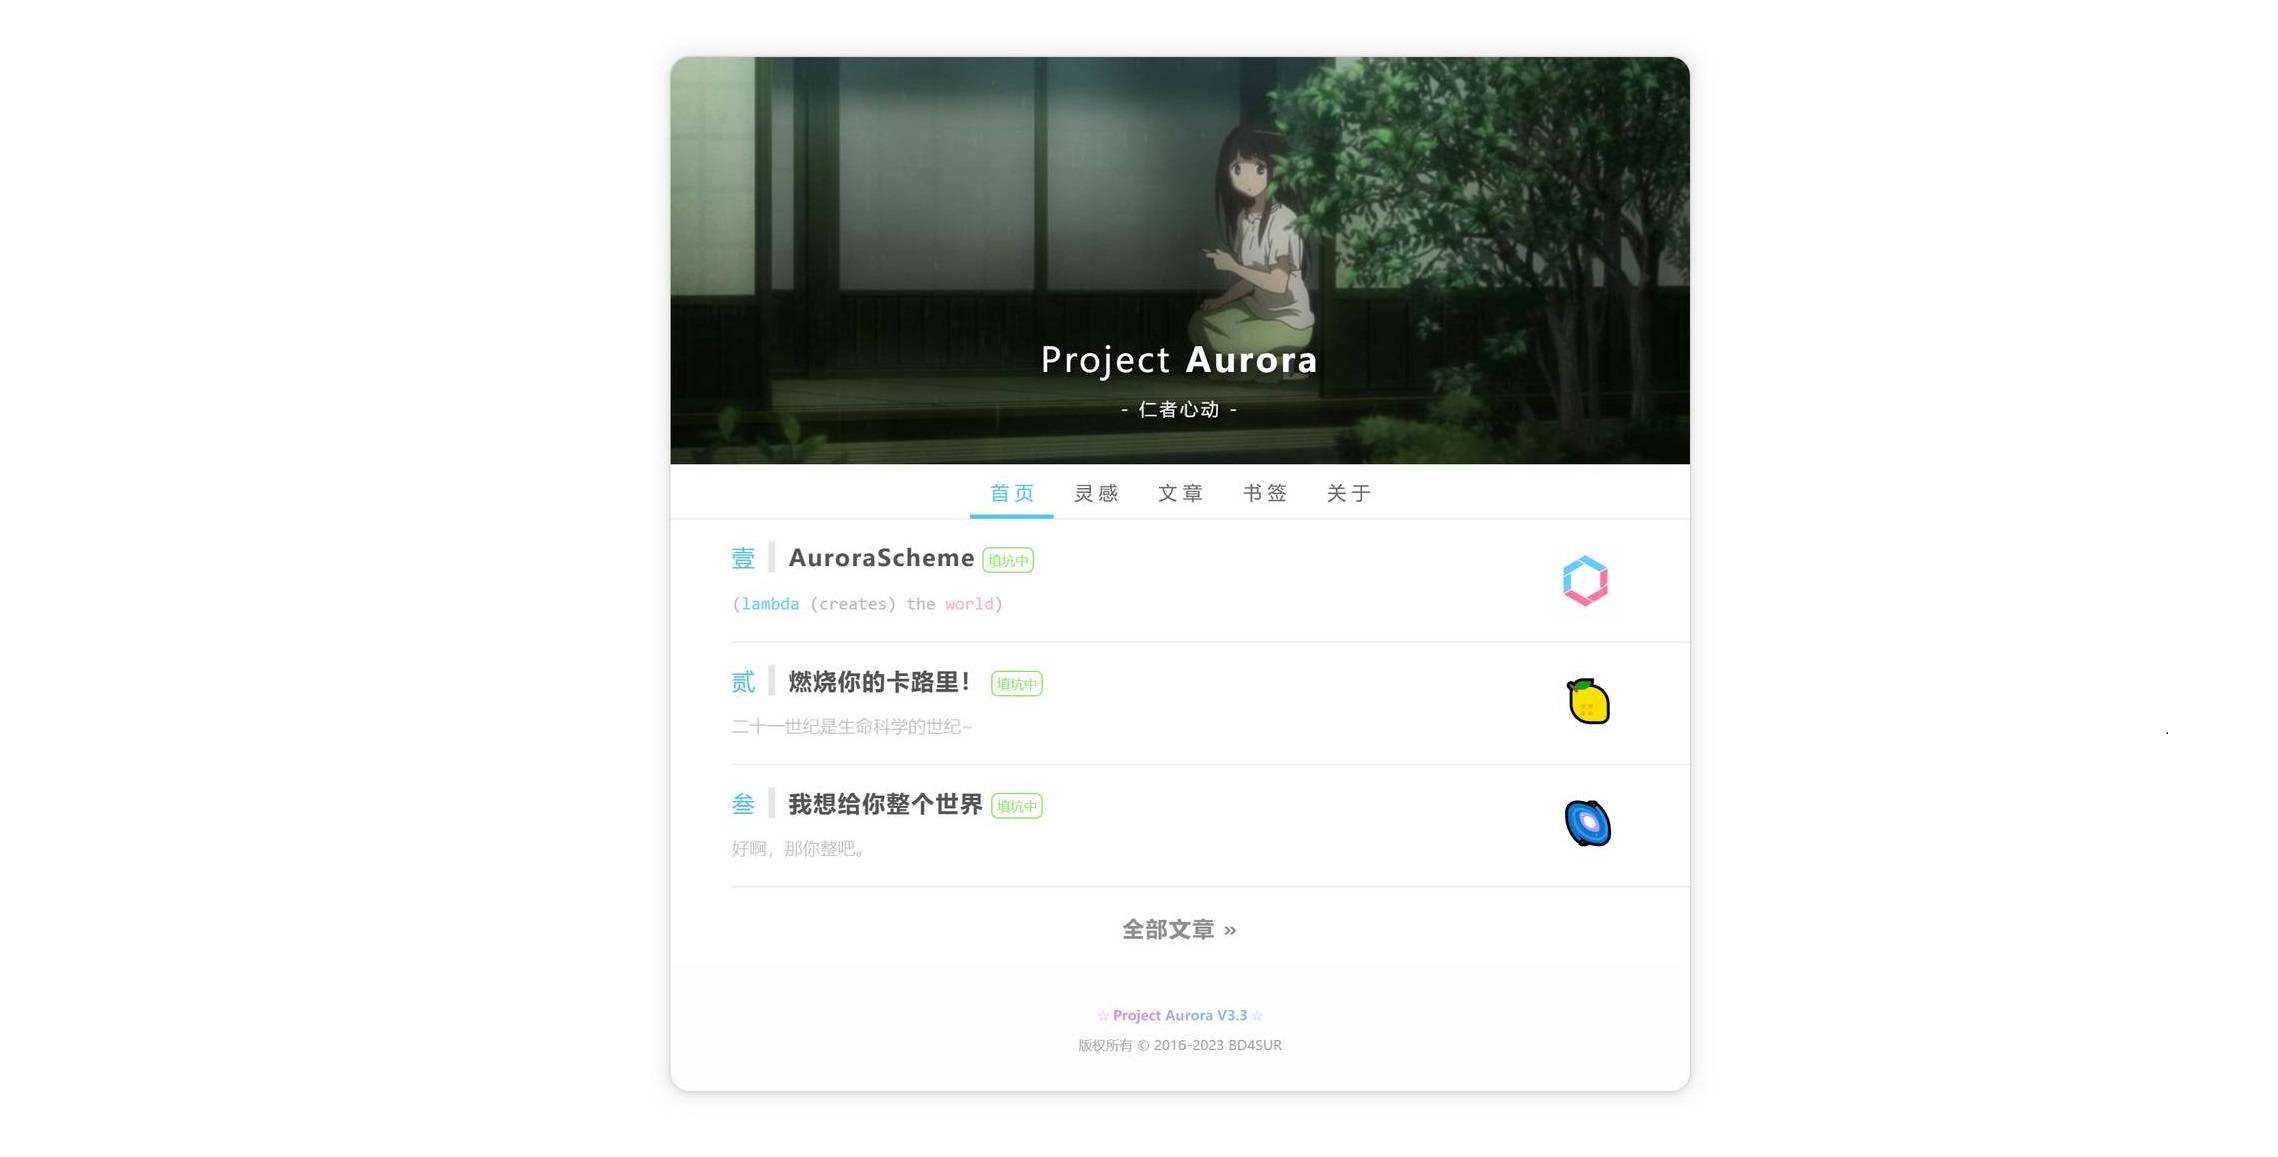 Project Aurora
- 仁者心动 -
首页 灵感 文章 书签 关于
壹 AuroraScheme 填坑中
(lambda (creates) the world)
贰 燃烧你的卡路里！ 填坑中
二十一世纪是生命科学的世纪~
叁 我想给你整个世界 填坑中
好啊，那你整吧。
全部文章 »
☆ Project Aurora V3.3 ☆
版权所有 © 2016-2023 BD4SUR